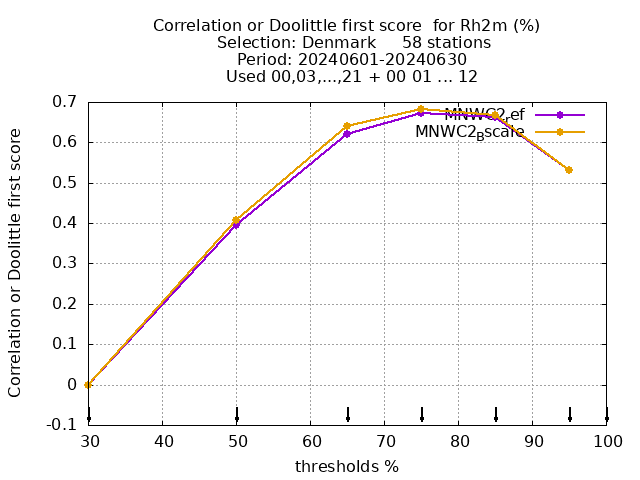 Correlation or Doolittle first score for Rh2m (%)
Selection: Denmark 58 stations
Period: 20240601-20240630
Used 00,03,...,21 + 00 01 ... 12
Correlation or Doolittle first score
0.7
0.6
0.5
0.4
0.3
0.2
0.1
0
-0.1
MNWC2ref
MNWC2Bscale
30 40 50 60 70 80 90 100
thresholds %